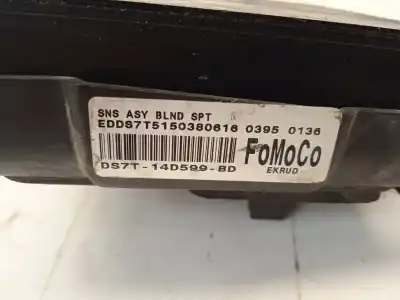 SNS ASY BLND SPT
EDDS7T5150380616 0395 0136
FoMoCo
DS7T-14D599-BD
EKRUD